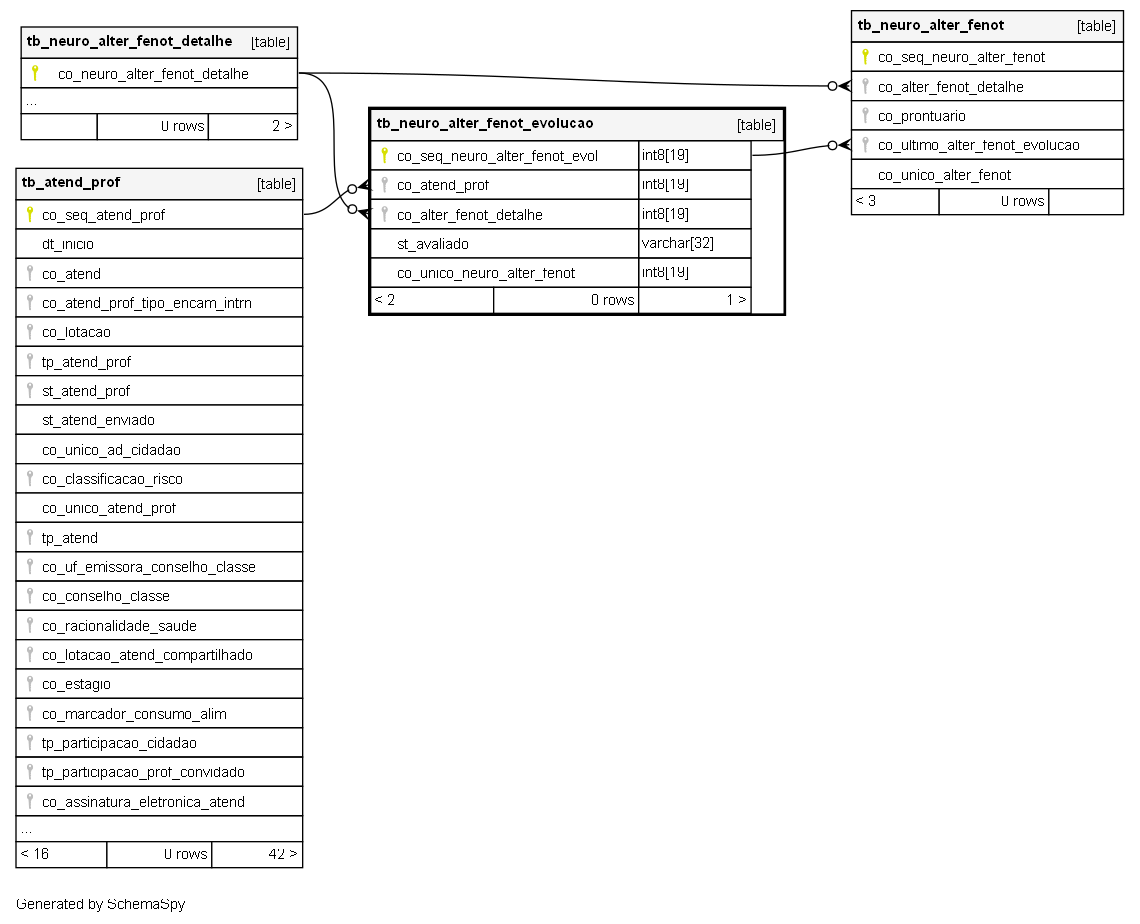 tb_neuro_alter_fenot_detalhe [table]
co_neuro_alter_fenot_detalhe
...
0 rows 2 >
tb_atend_prof [table]
co_seq_atend_prof
dt_inicio
co_atend
co_atend_prof_tipo_encam_intrn
co_lotacao
tp_atend_prof
st_atend_prof
st_atend_enviado
co_unico_ad_cidadao
co_classificacao_risco
co_unico_atend_prof
tp_atend
co_uf_emissora_conselho_classe
co_conselho_classe
co_racionalidade_saude
co_lotacao_atend_compartilhado
co_estagio
co_marcador_consumo_alim
tp_participacao_cidadao
tp_participacao_prof_convidado
co_assinatura_eletronica_atend
...
< 16 0 rows 42 >
tb_neuro_alter_fenot_evolucao [table]
co_seq_neuro_alter_fenot_evol int8[19]
co_atend_prof int8[19]
co_alter_fenot_detalhe int8[19]
st_avaliado varchar[32]
co_unico_neuro_alter_fenot int8[19]
< 2 0 rows 1 >
tb_neuro_alter_fenot [table]
co_seq_neuro_alter_fenot
co_alter_fenot_detalhe
co_prontuario
co_ultimo_alter_fenot_evolucao
co_unico_alter_fenot
< 3 0 rows
Generated by SchemaSpy